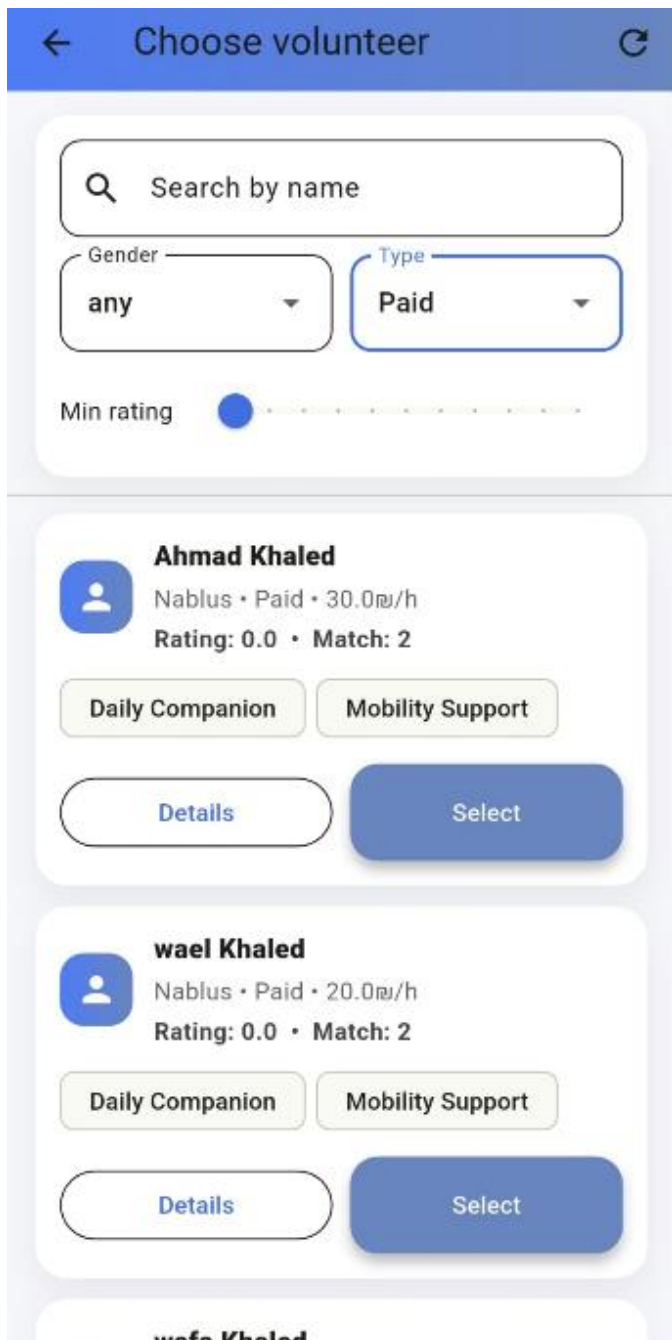 Choose volunteer
Search by name
Gender
Type
any
Paid
Min rating
Ahmad Khaled
Nablus • Paid • 30.0₪/h
Rating: 0.0 • Match: 2
Daily Companion
Mobility Support
Details
Select
wael Khaled
Nablus • Paid • 20.0₪/h
Rating: 0.0 • Match: 2
Daily Companion
Mobility Support
Details
Select
wafa Khaled